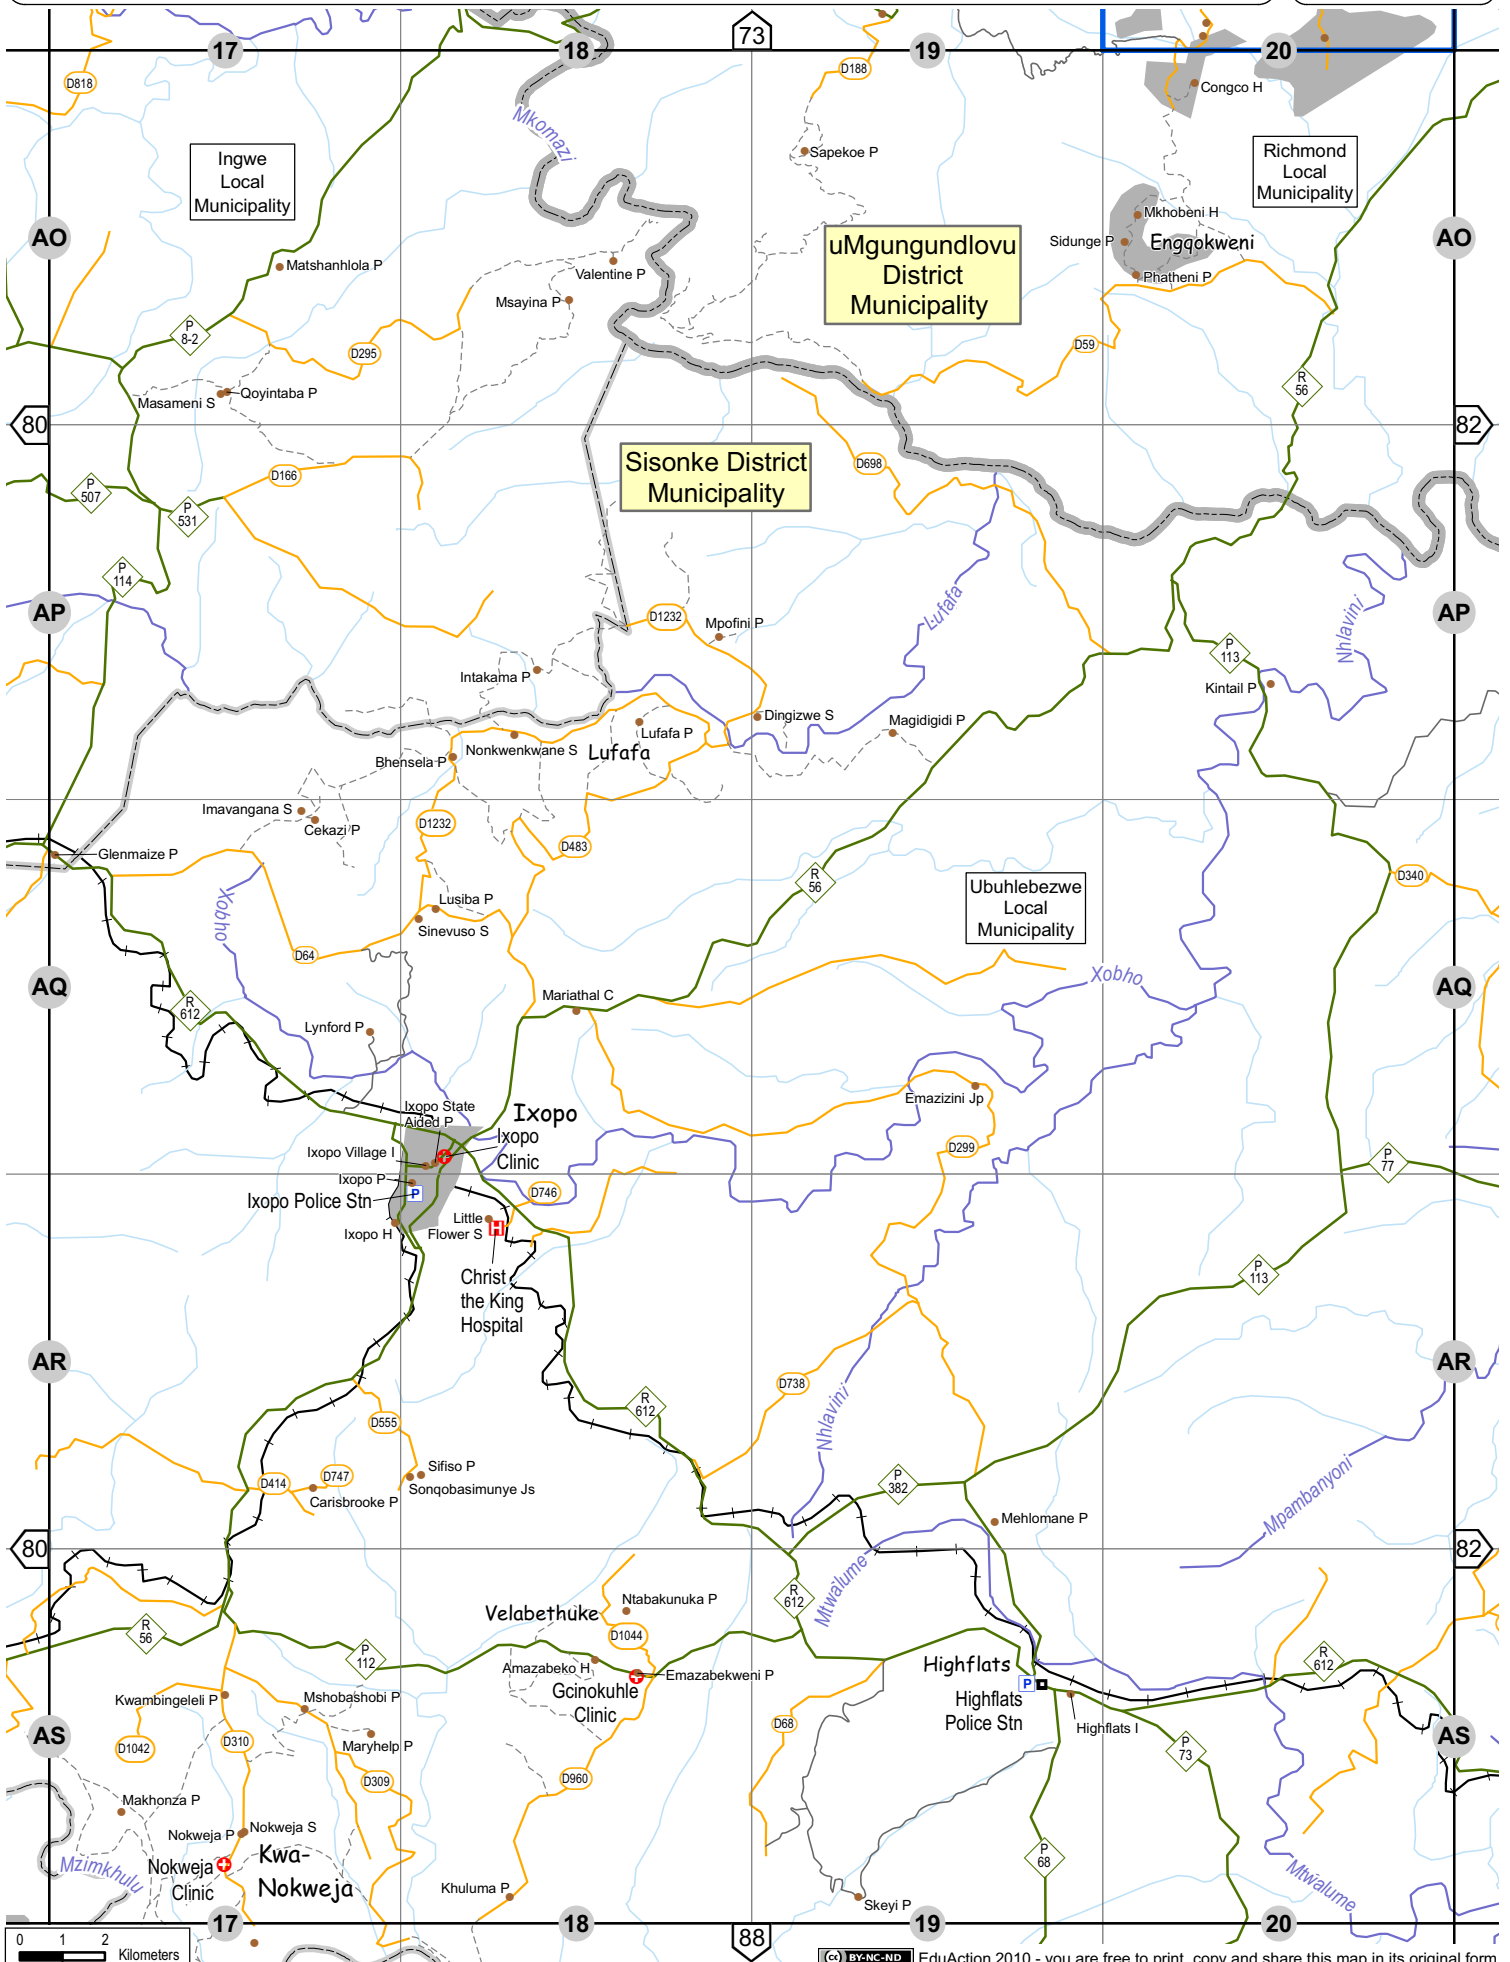 73
17
18
19
20
D818
D188
Congco H
Mkomazi
Sapekoe P
Ingwe
Local
Municipality
Richmond
Local
Municipality
AO
AO
Mkhobeni H
Sidunge P
Engqokweni
Phatheni P
uMgungundlovu
District
Municipality
Matshanhlola P
Valentine P
Msayina P
P
8-2
D295
D59
R
56
Masameni S
Qoyintaba P
80
82
Sisonke District
Municipality
D698
D166
P
507
P
531
P
114
AP
AP
D1232
Mpofini P
Lufafa
Nhlavini
P
113
Intakama P
Kintail P
Dingizwe S
Magidigidi P
Lufafa P
Nonkwenkwane S
Lufafa
Bhensela P
Imavangana S
Cekazi P
D1232
D483
Glenmaize P
R
56
D340
Ubuhlebezwe
Local
Municipality
Xobho
Lusiba P
Sinevuso S
D64
Xobho
AQ
AQ
Mariathal C
R
612
Lynford P
Emazizini Jp
Ixopo State
Aided P
Ixopo
Ixopo
Clinic
Ixopo Village I
D299
P
77
Ixopo P
Ixopo Police Stn
P
D746
Little
Flower S
H
Ixopo H
Christ
the King
Hospital
P
113
AR
AR
D738
R
612
Nhlavini
D555
Sifiso P
Sonqobasimunye Js
D414
D747
Carisbrooke P
P
382
Mpambanyoni
Mehlomane P
80
82
Mtwalume
R
612
Ntabakunuka P
Velabethuke
D1044
R
56
P
112
Amazabeko H
Emazabekweni P
Gcinokuhle
Clinic
Highflats
P
Highflats
Police Stn
Highflats I
R
612
Kwambingeleli P
Mshobashobi P
D68
AS
AS
D1042
D310
Maryhelp P
P
73
D309
D960
Makhonza P
Nokweja P
Nokweja S
Kwa-
Nokweja
Nokweja
Clinic
Mzimkhulu
P
68
Mtwalume
Khuluma P
Skeyi P
17
18
19
20
88
0 1 2
Kilometers
(cc) BY-NC-ND EduAction 2010 - you are free to print, copy and share this map in its original form